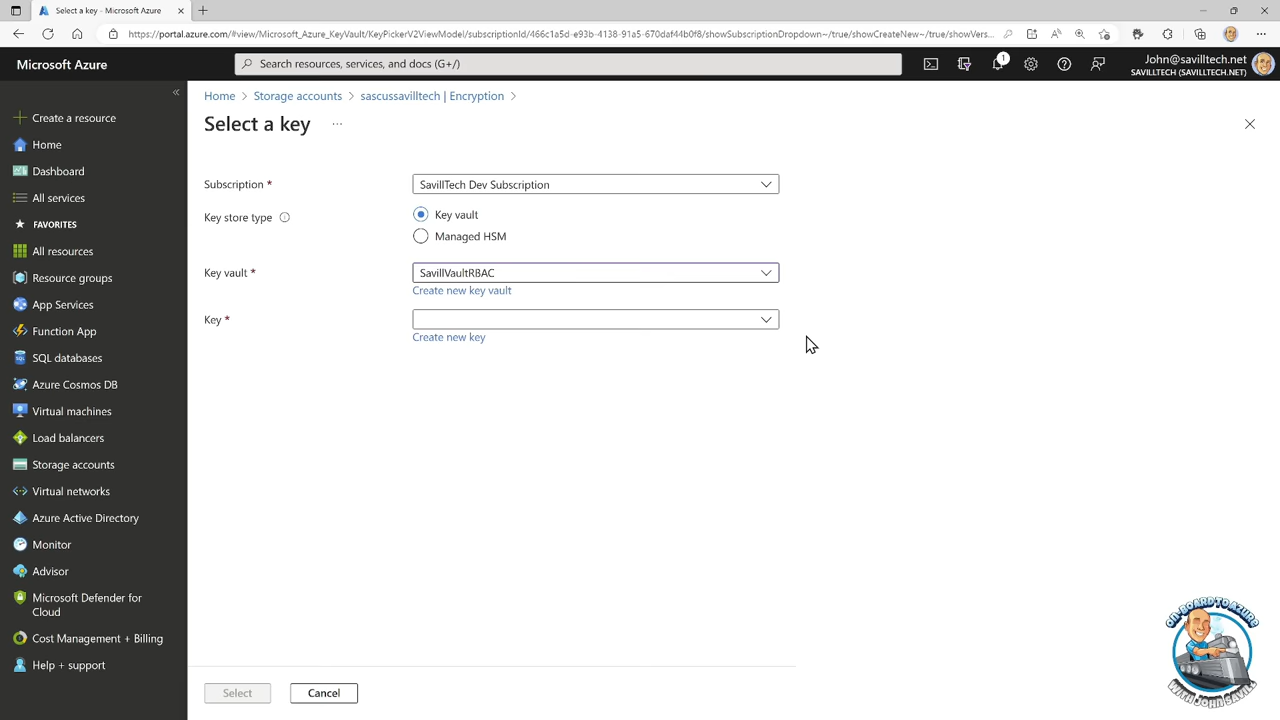 Select a key - Microsoft Azure
https://portal.azure.com/#view/Microsoft_Azure_KeyVault/KeyPickerV2ViewModel/subscriptionId/466c1a5d-e93b-4138-91a5-670daf44b0f8/showSubscriptionDropdown~/true/showCreateNew~/true/showVers...
Microsoft Azure
Search resources, services, and docs (G+/)
1
John@savilltech.net
SAVILLTECH (SAVILLTECH.NET)
Create a resource
Home
Dashboard
All services
FAVORITES
All resources
Resource groups
App Services
Function App
SQL databases
Azure Cosmos DB
Virtual machines
Load balancers
Storage accounts
Virtual networks
Azure Active Directory
Monitor
Advisor
Microsoft Defender for
Cloud
Cost Management + Billing
Help + support
Home > Storage accounts > sascussavilltech | Encryption >
Select a key ...
Subscription *
SavillTech Dev Subscription
Key store type
Key vault
Managed HSM
Key vault *
SavillVaultRBAC
Create new key vault
Key *
Create new key
Select
Cancel
ON-BOARD TO AZURE
WITH JOHN SAVILL